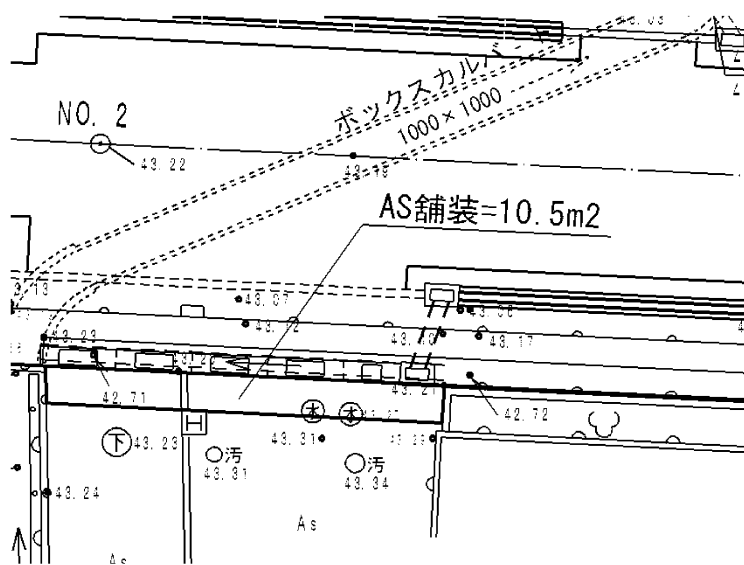 ボックスカルバート
1000×1000
NO. 2
43.22
43.19
AS舗装=10.5m2
43.07
43.12
43.17
43.23
42.71
42.72
水
水
下
43.23
H
汚
43.31
43.31
汚
43.34
43.24
As
As